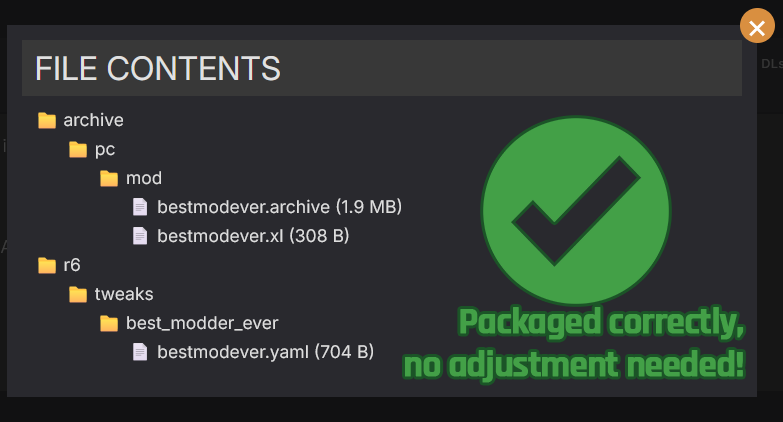 FILE CONTENTS
DLs
archive
pc
mod
bestmodever.archive (1.9 MB)
bestmodever.xl (308 B)
r6
tweaks
best_modder_ever
bestmodever.yaml (704 B)
Packaged correctly,
no adjustment needed!